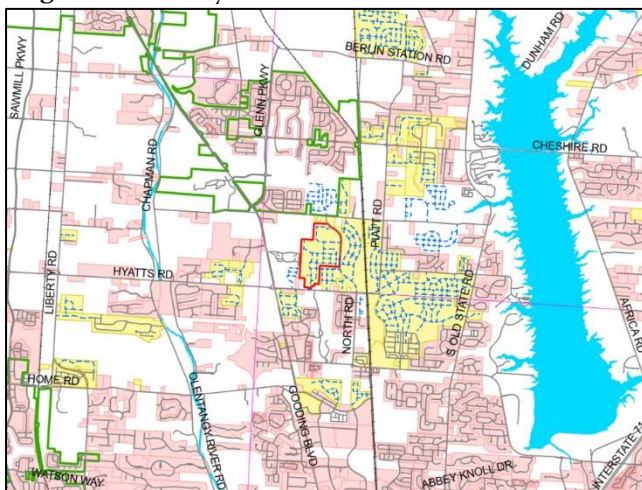 BERLIN STATION RD
DUNHAM RD
SAWMILL PKWY
GLENN PKWY
CHESHIRE RD
CHAPMAN RD
PIATT RD
HYATTS RD
LIBERTY RD
NORTH RD
S OLD STATE RD
AFRICA RD
HOME RD
OLENTANGY RIVER RD
GOODING BLVD
WATSON WAY
ABBEY KNOLL DR
INTERSTATE 71